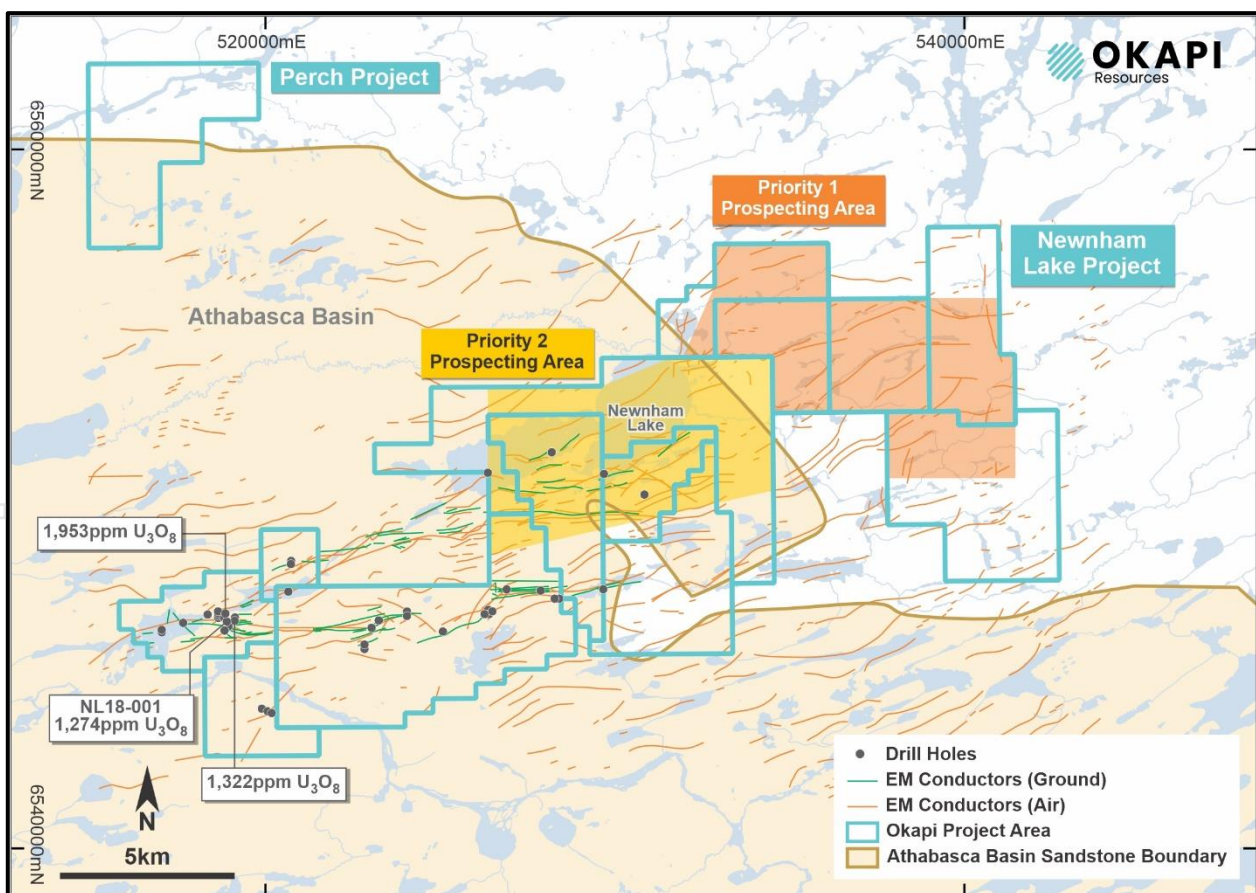 520000mE
540000mE
OKAPI
Resources
Perch Project
6560000mN
Priority 1
Prospecting Area
Newnham
Lake Project
Athabasca Basin
Priority 2
Prospecting Area
Newnham
Lake
1,953ppm U₃O₈
NL18-001
1,274ppm U₃O₈
1,322ppm U₃O₈
6540000mN
N
5km
Drill Holes
EM Conductors (Ground)
EM Conductors (Air)
Okapi Project Area
Athabasca Basin Sandstone Boundary